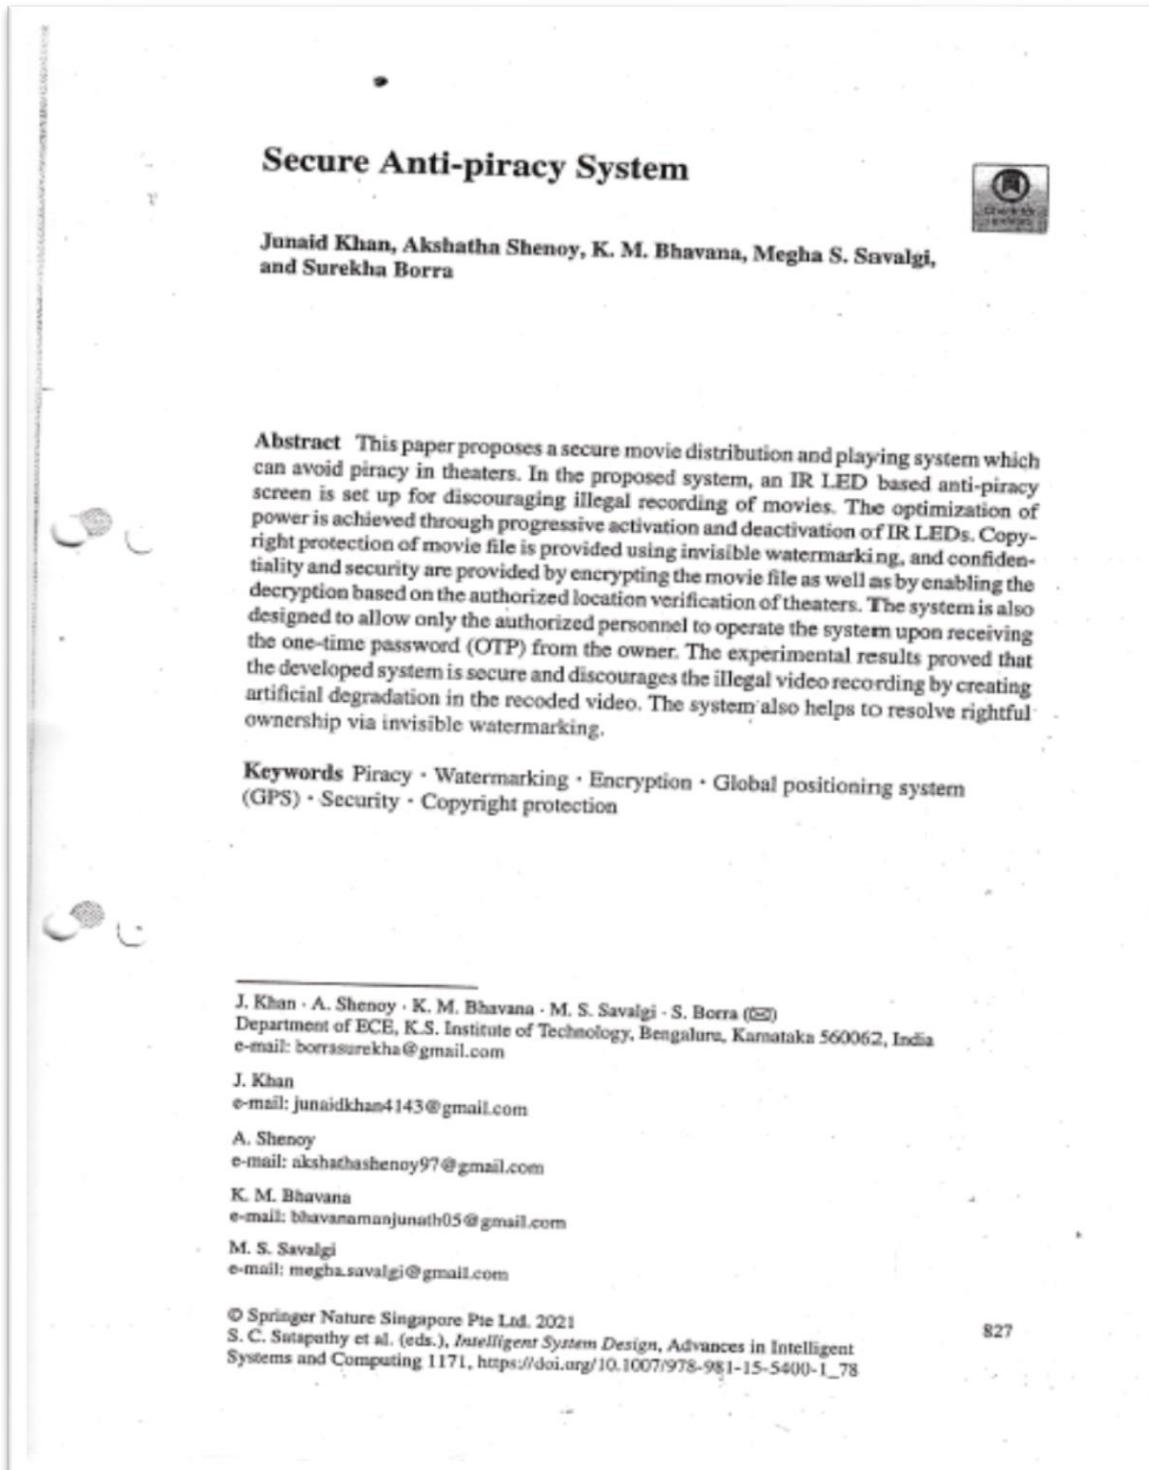 Secure Anti-piracy System
Junaid Khan, Akshatha Shenoy, K. M. Bhavana, Megha S. Savalgi,
and Surekha Borra
Abstract This paper proposes a secure movie distribution and playing system which
can avoid piracy in theaters. In the proposed system, an IR LED based anti-piracy
screen is set up for discouraging illegal recording of movies. The optimization of
power is achieved through progressive activation and deactivation of IR LEDs. Copy-
right protection of movie file is provided using invisible watermarking, and confiden-
tiality and security are provided by encrypting the movie file as well as by enabling the
decryption based on the authorized location verification of theaters. The system is also
designed to allow only the authorized personnel to operate the system upon receiving
the one-time password (OTP) from the owner. The experimental results proved that
the developed system is secure and discourages the illegal video recording by creating
artificial degradation in the recoded video. The system also helps to resolve rightful
ownership via invisible watermarking.
Keywords Piracy · Watermarking · Encryption · Global positioning system
(GPS) · Security · Copyright protection
J. Khan · A. Shenoy · K. M. Bhavana · M. S. Savalgi · S. Borra (✉)
Department of ECE, K.S. Institute of Technology, Bengaluru, Karnataka 560062, India
e-mail: borrasurekha@gmail.com
J. Khan
e-mail: junaidkhan4143@gmail.com
A. Shenoy
e-mail: akshathashenoy97@gmail.com
K. M. Bhavana
e-mail: bhavanamanjunath05@gmail.com
M. S. Savalgi
e-mail: megha.savalgi@gmail.com
© Springer Nature Singapore Pte Ltd. 2021
S. C. Satapathy et al. (eds.), Intelligent System Design, Advances in Intelligent
Systems and Computing 1171, https://doi.org/10.1007/978-981-15-5400-1_78
827